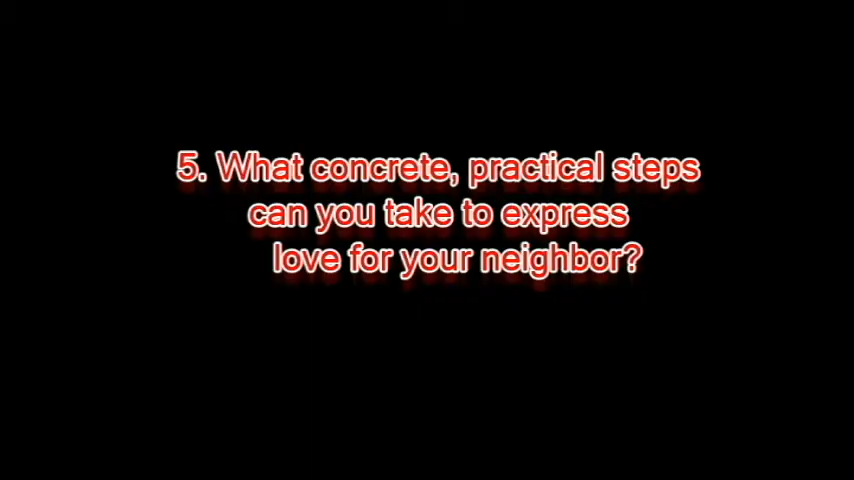 5. What concrete, practical steps
can you take to express
love for your neighbor?